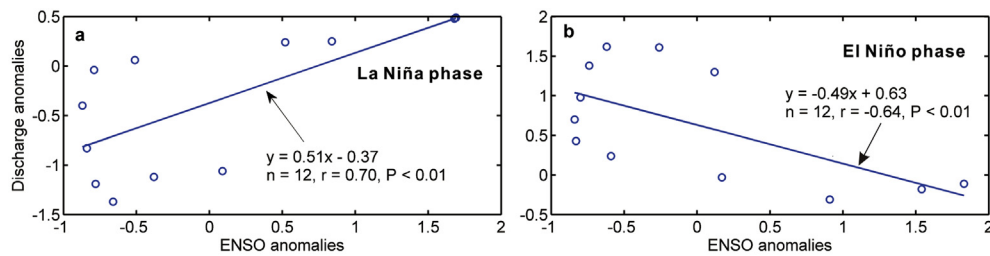 a
La Niña phase
y = 0.51x - 0.37
n = 12, r = 0.70, P < 0.01
Discharge anomalies
0.5
0
-0.5
-1
-1.5
-1
-0.5
0
0.5
1
1.5
2
ENSO anomalies
b
El Niño phase
y = -0.49x + 0.63
n = 12, r = -0.64, P < 0.01
2
1.5
1
0.5
0
-0.5
-1
-0.5
0
0.5
1
1.5
2
ENSO anomalies